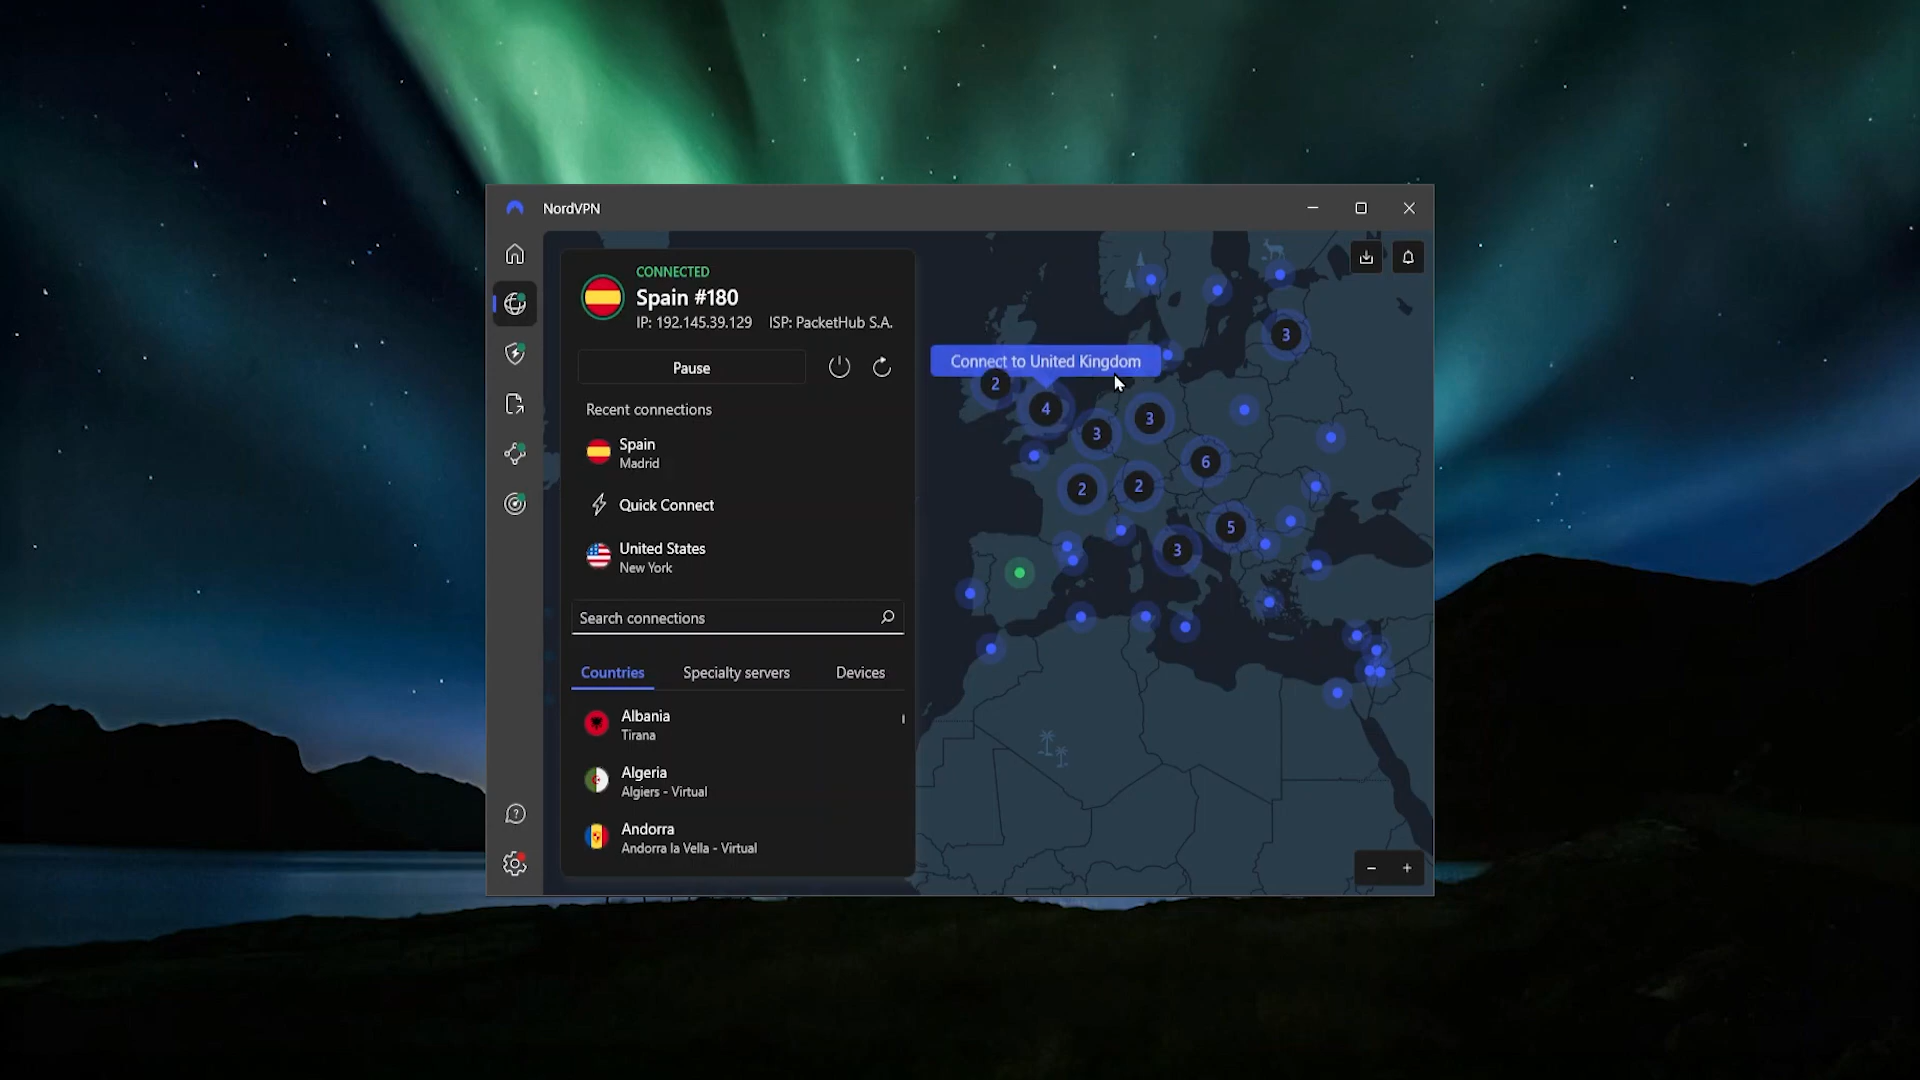 NordVPN
CONNECTED
Spain #180
IP: 192.145.39.129 ISP: PacketHub S.A.
Pause
Recent connections
Spain
Madrid
Quick Connect
United States
New York
Search connections
Countries Specialty servers Devices
Albania
Tirana
Algeria
Algiers - Virtual
Andorra
Andorra la Vella - Virtual
Connect to United Kingdom
3
2
4
3
3
6
2
2
5
3